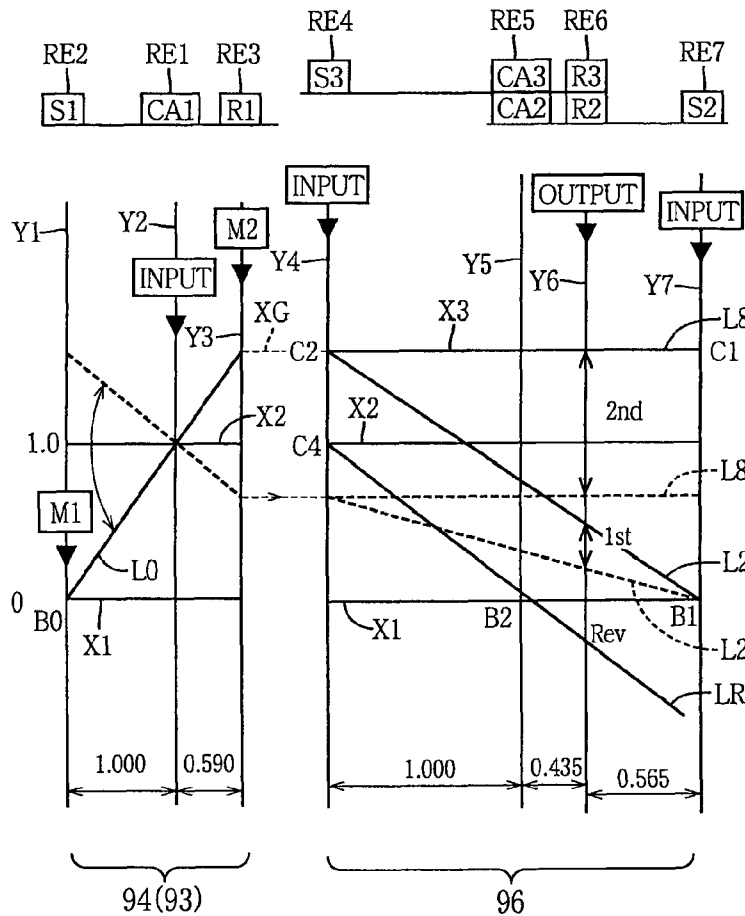 RE4 RE5 RE6
RE2 RE1 RE3 RE7
S3 CA3 R3
S1 CA1 R1 CA2 R2 S2
INPUT OUTPUT
Y1 Y2 M2 Y5 INPUT
INPUT Y4 Y6 Y7
Y3 XG X3 L8
C2 C1
X2 X2 2nd
1.0 C4
L8
M1 1st
L0 L2
0 B0 B2 B1
X1 X1 Rev L2
LR
1.000 0.590 1.000 0.435 0.565
94(93) 96